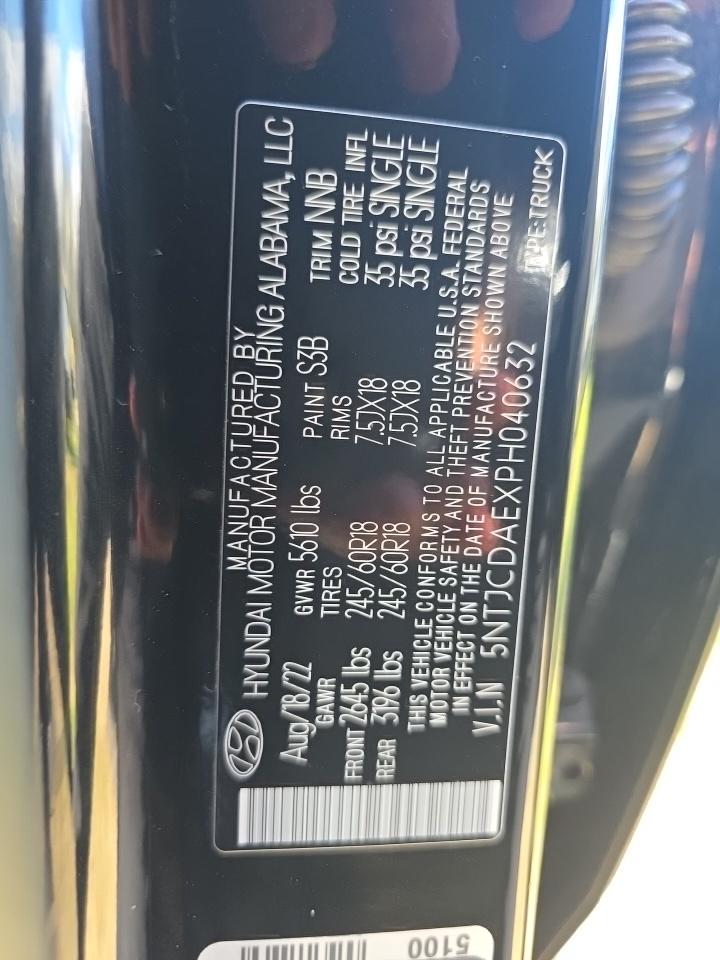 MANUFACTURED BY
HYUNDAI MOTOR MANUFACTURING ALABAMA, LLC
Aug/18/22 GVWR 5610 lbs PAINT S3B TRIM NNB
GAWR TIRES RIMS COLD TIRE INFL
FRONT 2645 lbs 245/60R18 7.5JX18 35 psi SINGLE
REAR 3196 lbs 245/60R18 7.5JX18 35 psi SINGLE
THIS VEHICLE CONFORMS TO ALL APPLICABLE U.S.A. FEDERAL
MOTOR VEHICLE SAFETY AND THEFT PREVENTION STANDARDS
IN EFFECT ON THE DATE OF MANUFACTURE SHOWN ABOVE
V.I.N 5NTJCDAEXPH040632 TYPE:TRUCK
5100